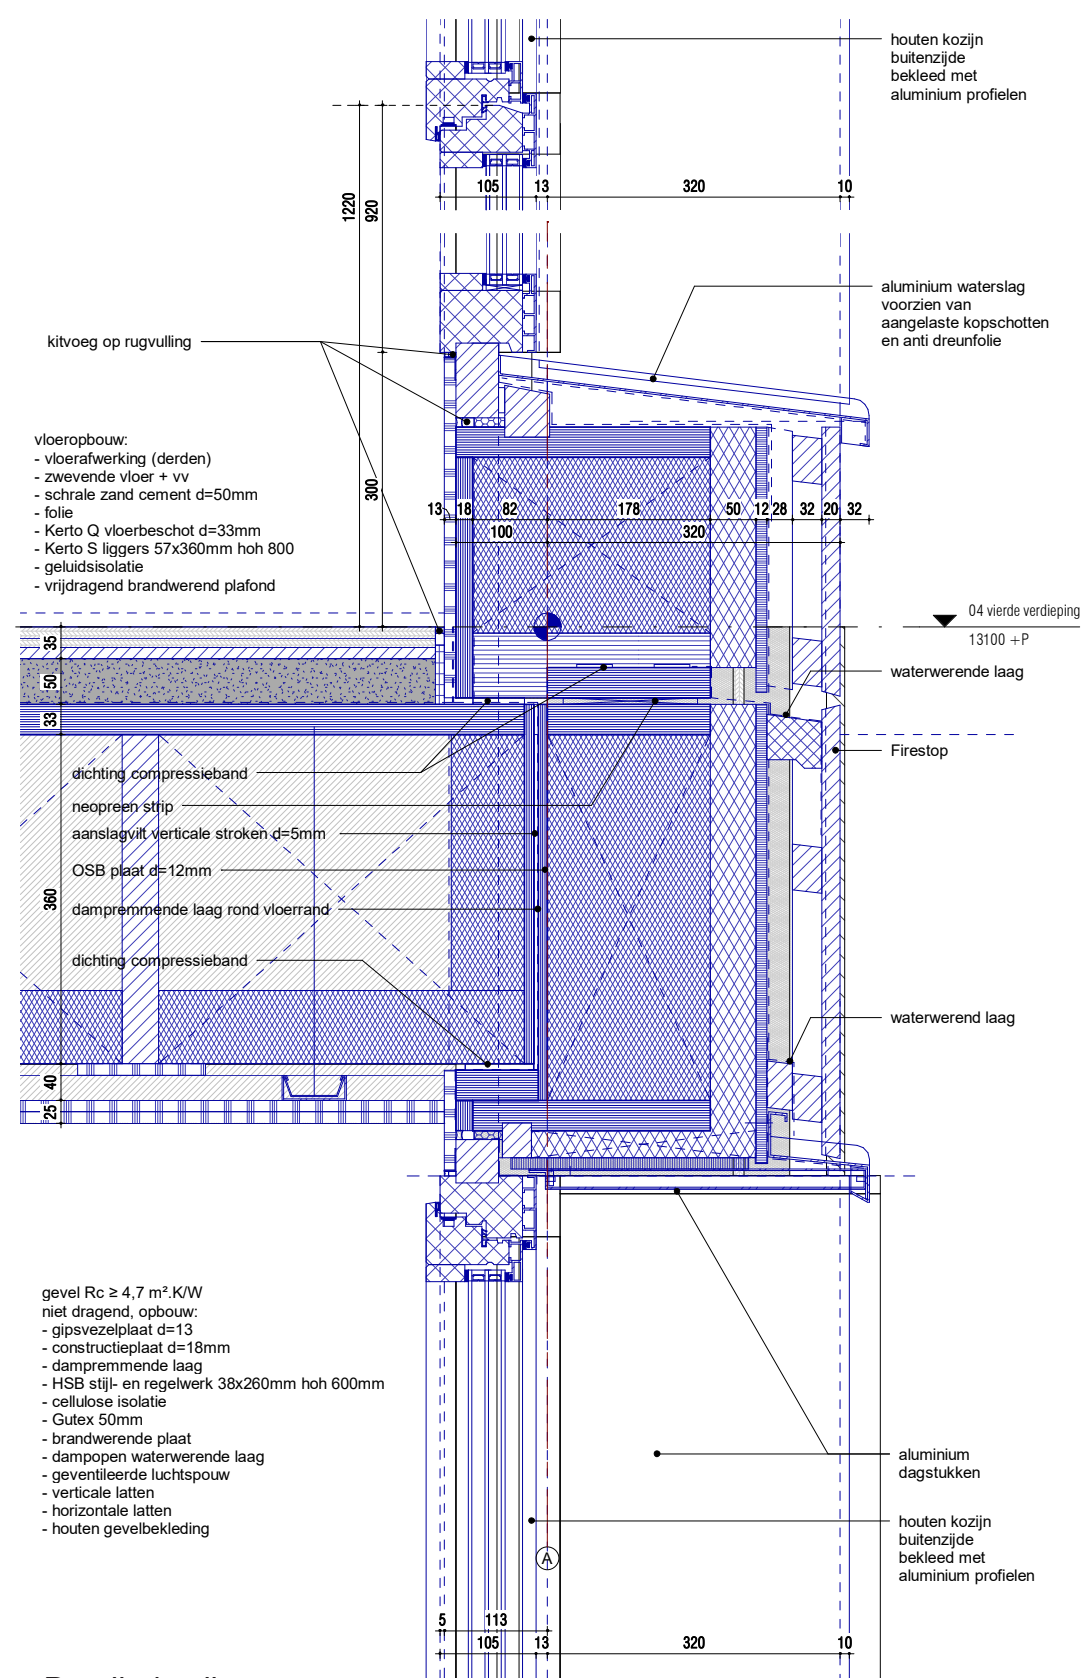 houten kozijn
buitenzijde
bekleed met
aluminium profielen
105
13
320
10
1220
920
aluminium waterslag
voorzien van
aangelaste kopschotten
en anti dreunfolie
kitvoeg op rugvulling
vloeropbouw:
- vloerafwerking (derden)
- zwevende vloer + vv
- schrale zand cement d=50mm
- folie
- Kerto Q vloerbeschot d=33mm
- Kerto S liggers 57x360mm hoh 800
- geluidsisolatie
- vrijdragend brandwerend plafond
300
13
18
82
178
50
12
28
32
20
32
100
320
04 vierde verdieping
13100 +P
35
50
33
360
40
25
waterwerende laag
Firestop
dichting compressieband
neopreen strip
aanslagvilt verticale stroken d=5mm
OSB plaat d=12mm
dampremmende laag rond vloerrand
dichting compressieband
waterwerend laag
gevel Rc ≥ 4,7 m².K/W
niet dragend, opbouw:
- gipsvezelplaat d=13
- constructieplaat d=18mm
- dampremmende laag
- HSB stijl- en regelwerk 38x260mm hoh 600mm
- cellulose isolatie
- Gutex 50mm
- brandwerende plaat
- dampopen waterwerende laag
- geventileerde luchtspouw
- verticale latten
- horizontale latten
- houten gevelbekleding
aluminium
dagstukken
houten kozijn
buitenzijde
bekleed met
aluminium profielen
A
5
113
105
13
320
10